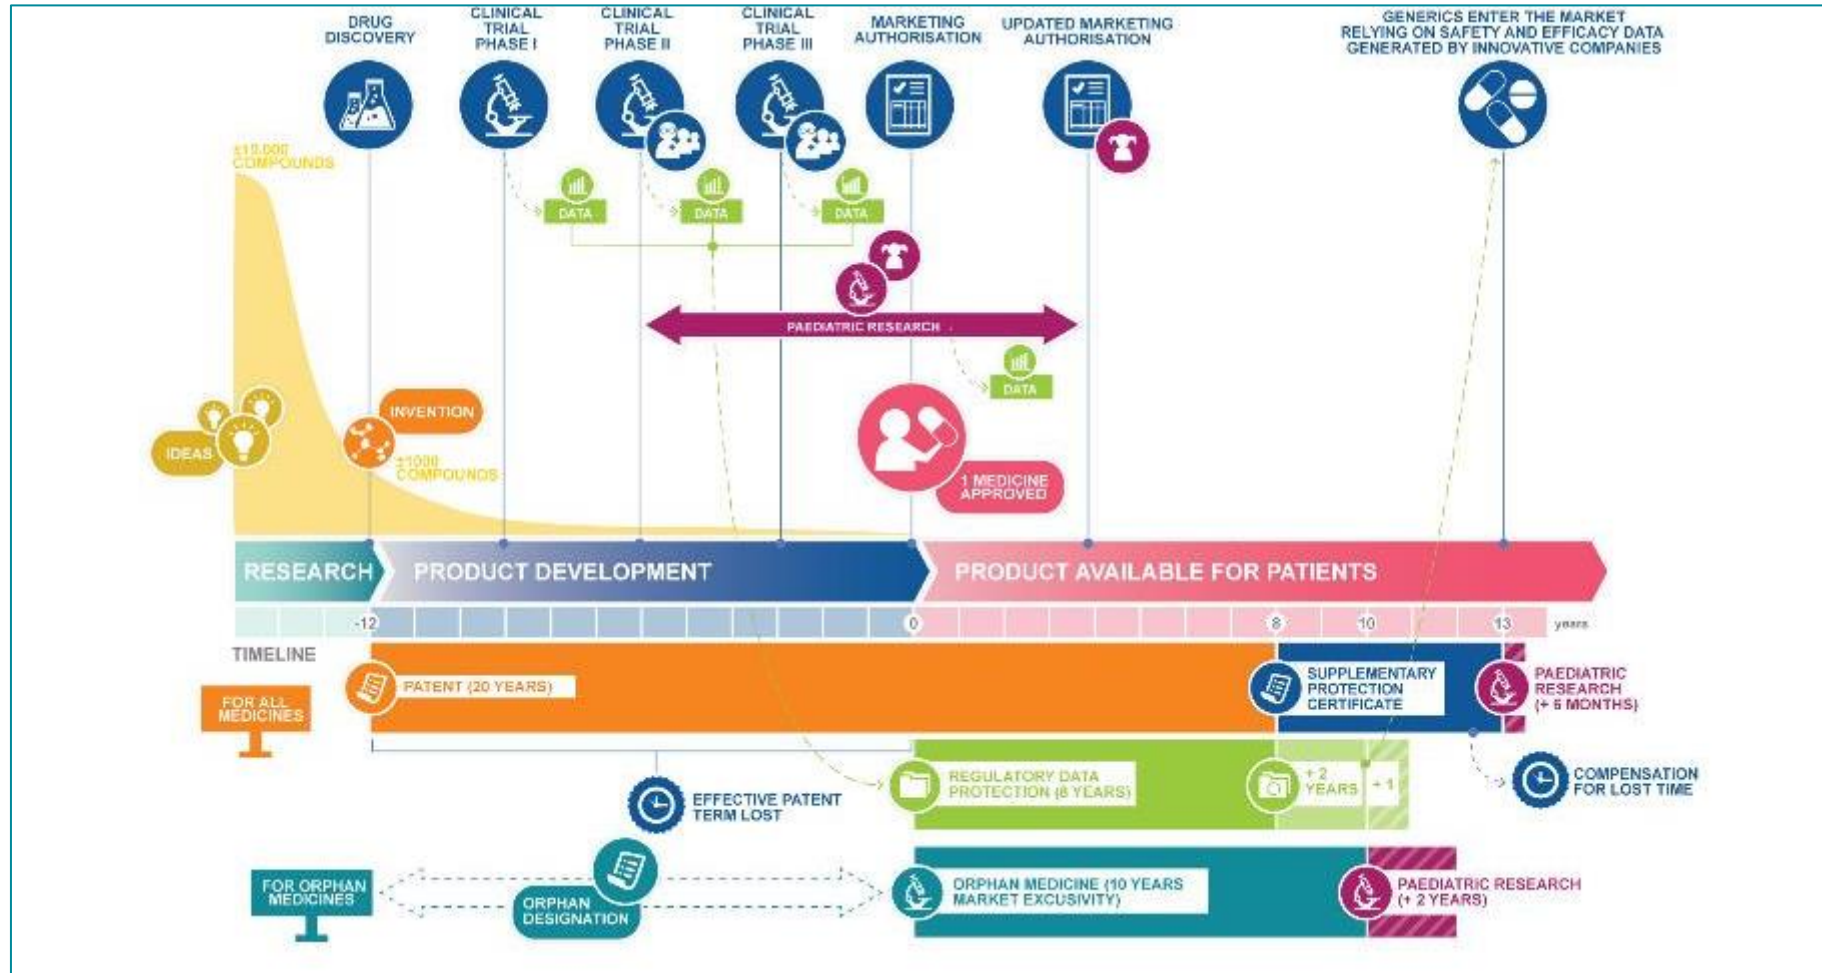 DRUG
DISCOVERY
CLINICAL
TRIAL
PHASE I
CLINICAL
TRIAL
PHASE II
CLINICAL
TRIAL
PHASE III
MARKETING
AUTHORISATION
UPDATED MARKETING
AUTHORISATION
GENERICS ENTER THE MARKET
RELYING ON SAFETY AND EFFICACY DATA
GENERATED BY INNOVATIVE COMPANIES
COMPOUNDS
DATA
DATA
DATA
PAEDIATRIC RESEARCH
DATA
INVENTION
IDEAS
±1000
COMPOUNDS
1 MEDICINE
APPROVED
RESEARCH
PRODUCT DEVELOPMENT
PRODUCT AVAILABLE FOR PATIENTS
-12 0 8 10 13 years
TIMELINE
FOR ALL
MEDICINES
PATENT (20 YEARS)
SUPPLEMENTARY
PROTECTION
CERTIFICATE
PAEDIATRIC
RESEARCH
(+ 6 MONTHS)
EFFECTIVE PATENT
TERM LOST
REGULATORY DATA
PROTECTION (8 YEARS)
+ 2
YEARS
+ 1
COMPENSATION
FOR LOST TIME
FOR ORPHAN
MEDICINES
ORPHAN
DESIGNATION
ORPHAN MEDICINE (10 YEARS
MARKET EXCUSIVITY)
PAEDIATRIC RESEARCH
(+ 2 YEARS)